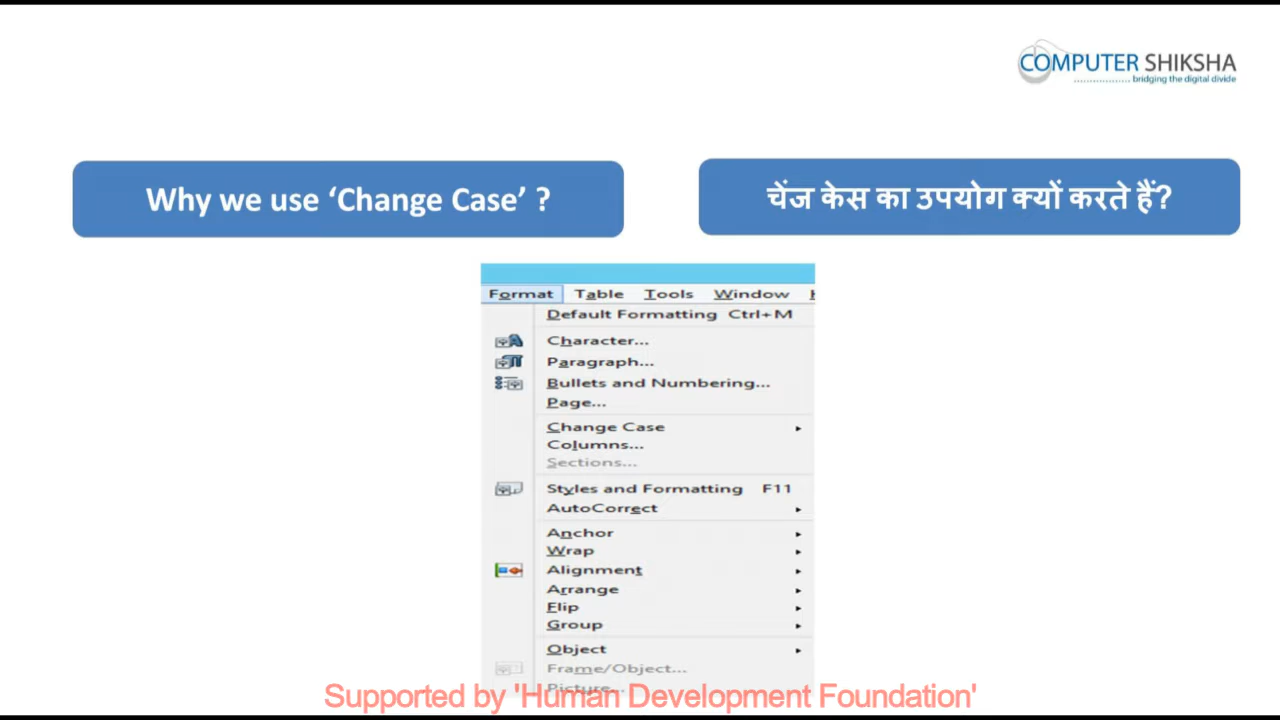 COMPUTER SHIKSHA
bridging the digital divide
Why we use ‘Change Case’ ?
चेंज केस का उपयोग क्यों करते हैं?
Format Table Tools Window
Default Formatting Ctrl+M
Character...
Paragraph...
Bullets and Numbering...
Page...
Change Case
Columns...
Sections...
Styles and Formatting F11
AutoCorrect
Anchor
Wrap
Alignment
Arrange
Flip
Group
Object
Frame/Object...
Picture...
Supported by 'Human Development Foundation'